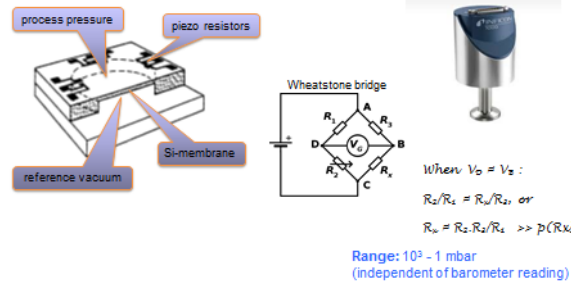 process pressure
piezo resistors
Si-membrane
reference vacuum
INFICON
Wheatstone bridge
A
R1
R3
D
VG
B
R2
Rx
C
When VD = VB :
R2/R1 = Rx/R3, or
Rx = R2.R3/R1 >> p(Rx
Range: 10³ - 1 mbar
(independent of barometer reading)